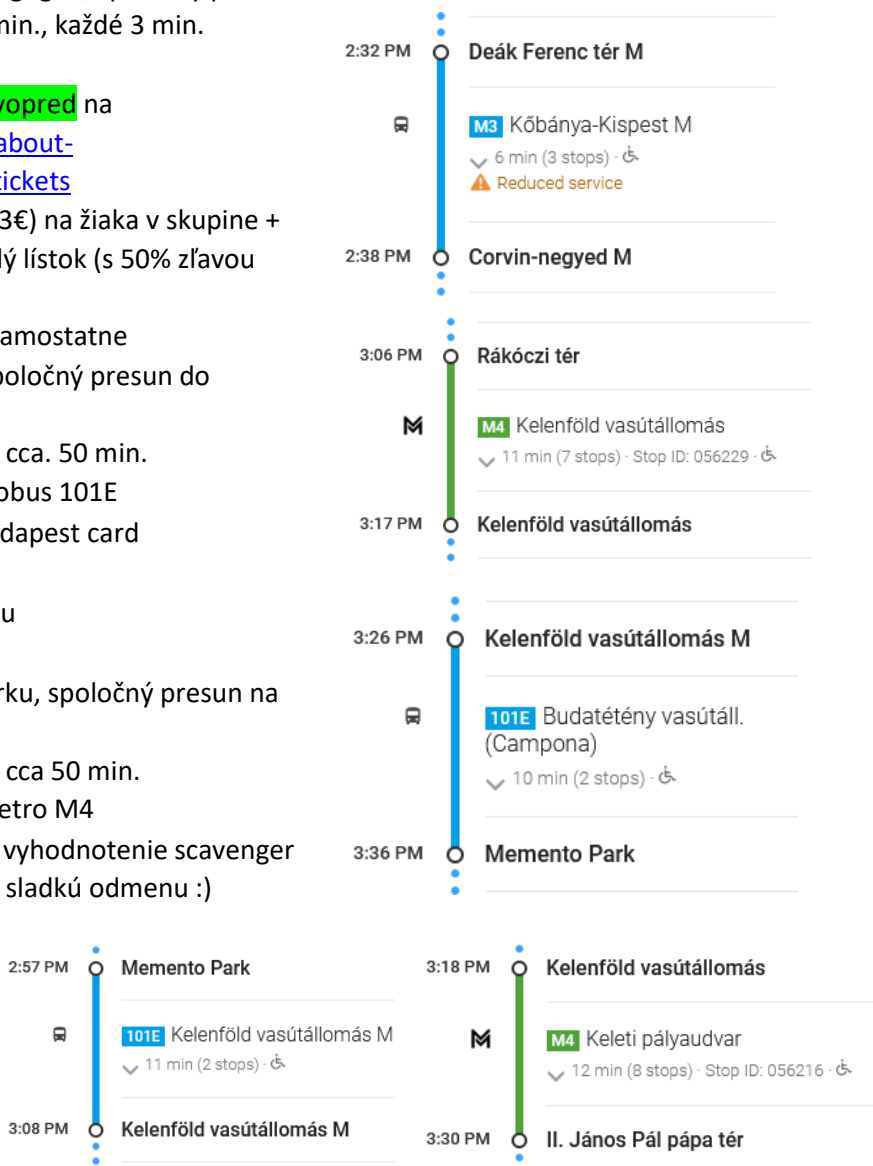 min., každé 3 min.
vopred na
about-
tickets
3€) na žiaka v skupine +
lý lístok (s 50% zľavou
amostatne
poločný presun do
cca. 50 min.
obus 101E
dapest card
u
rku, spoločný presun na
cca 50 min.
etro M4
vyhodnotenie scavenger
sladkú odmenu :)
2:32 PM Deák Ferenc tér M
M3 Kőbánya-Kispest M
6 min (3 stops) ·
Reduced service
2:38 PM Corvin-negyed M
3:06 PM Rákóczi tér
M4 Kelenföld vasútállomás
11 min (7 stops) · Stop ID: 056229 ·
3:17 PM Kelenföld vasútállomás
3:26 PM Kelenföld vasútállomás M
101E Budatétény vasútáll.
(Campona)
10 min (2 stops) ·
3:36 PM Memento Park
2:57 PM Memento Park
101E Kelenföld vasútállomás M
11 min (2 stops) ·
3:08 PM Kelenföld vasútállomás M
3:18 PM Kelenföld vasútállomás
M4 Keleti pályaudvar
12 min (8 stops) · Stop ID: 056216 ·
3:30 PM II. János Pál pápa tér